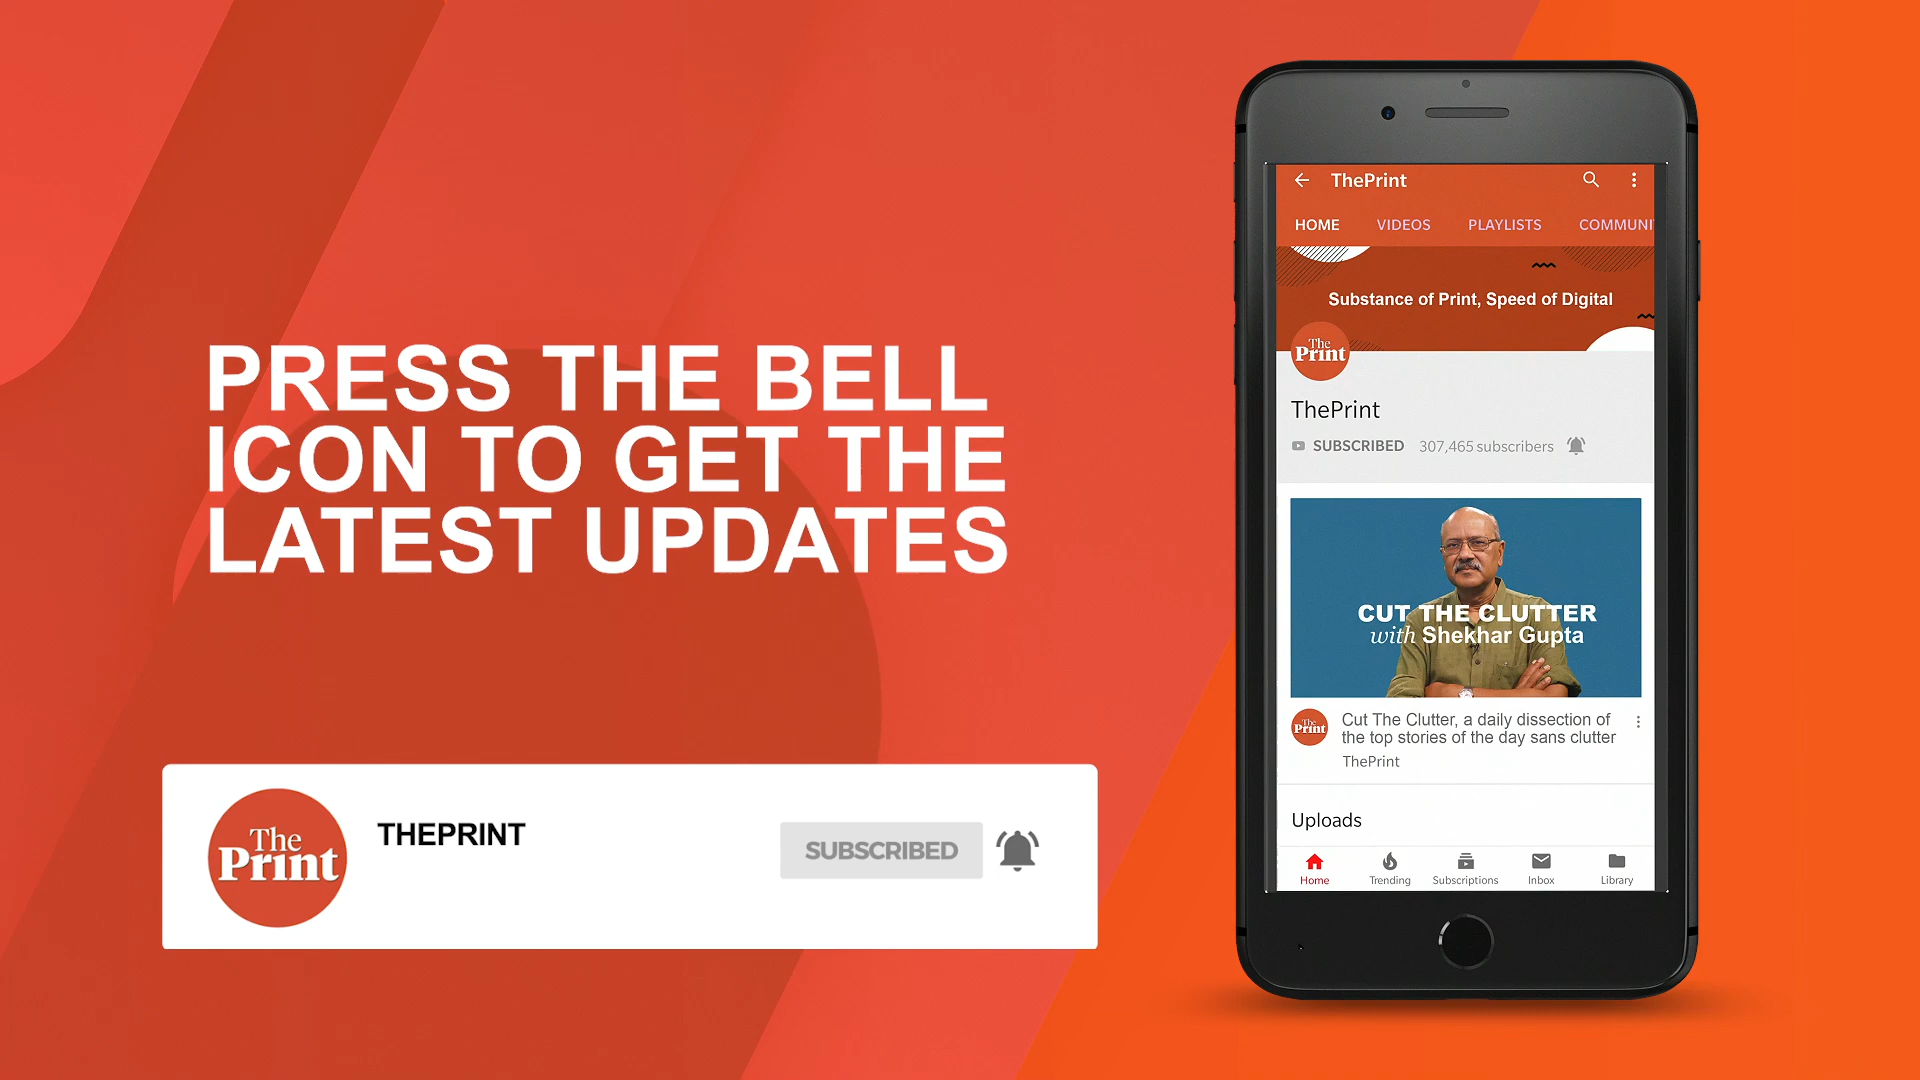 PRESS THE BELL
ICON TO GET THE
LATEST UPDATES
The
Print
THEPRINT
SUBSCRIBED
ThePrint
HOME VIDEOS PLAYLISTS COMMUNI
Substance of Print, Speed of Digital
The
Print
ThePrint
SUBSCRIBED 307,465 subscribers
CUT THE CLUTTER
with Shekhar Gupta
The
Print
Cut The Clutter, a daily dissection of
the top stories of the day sans clutter
ThePrint
Uploads
Home Trending Subscriptions Inbox Library